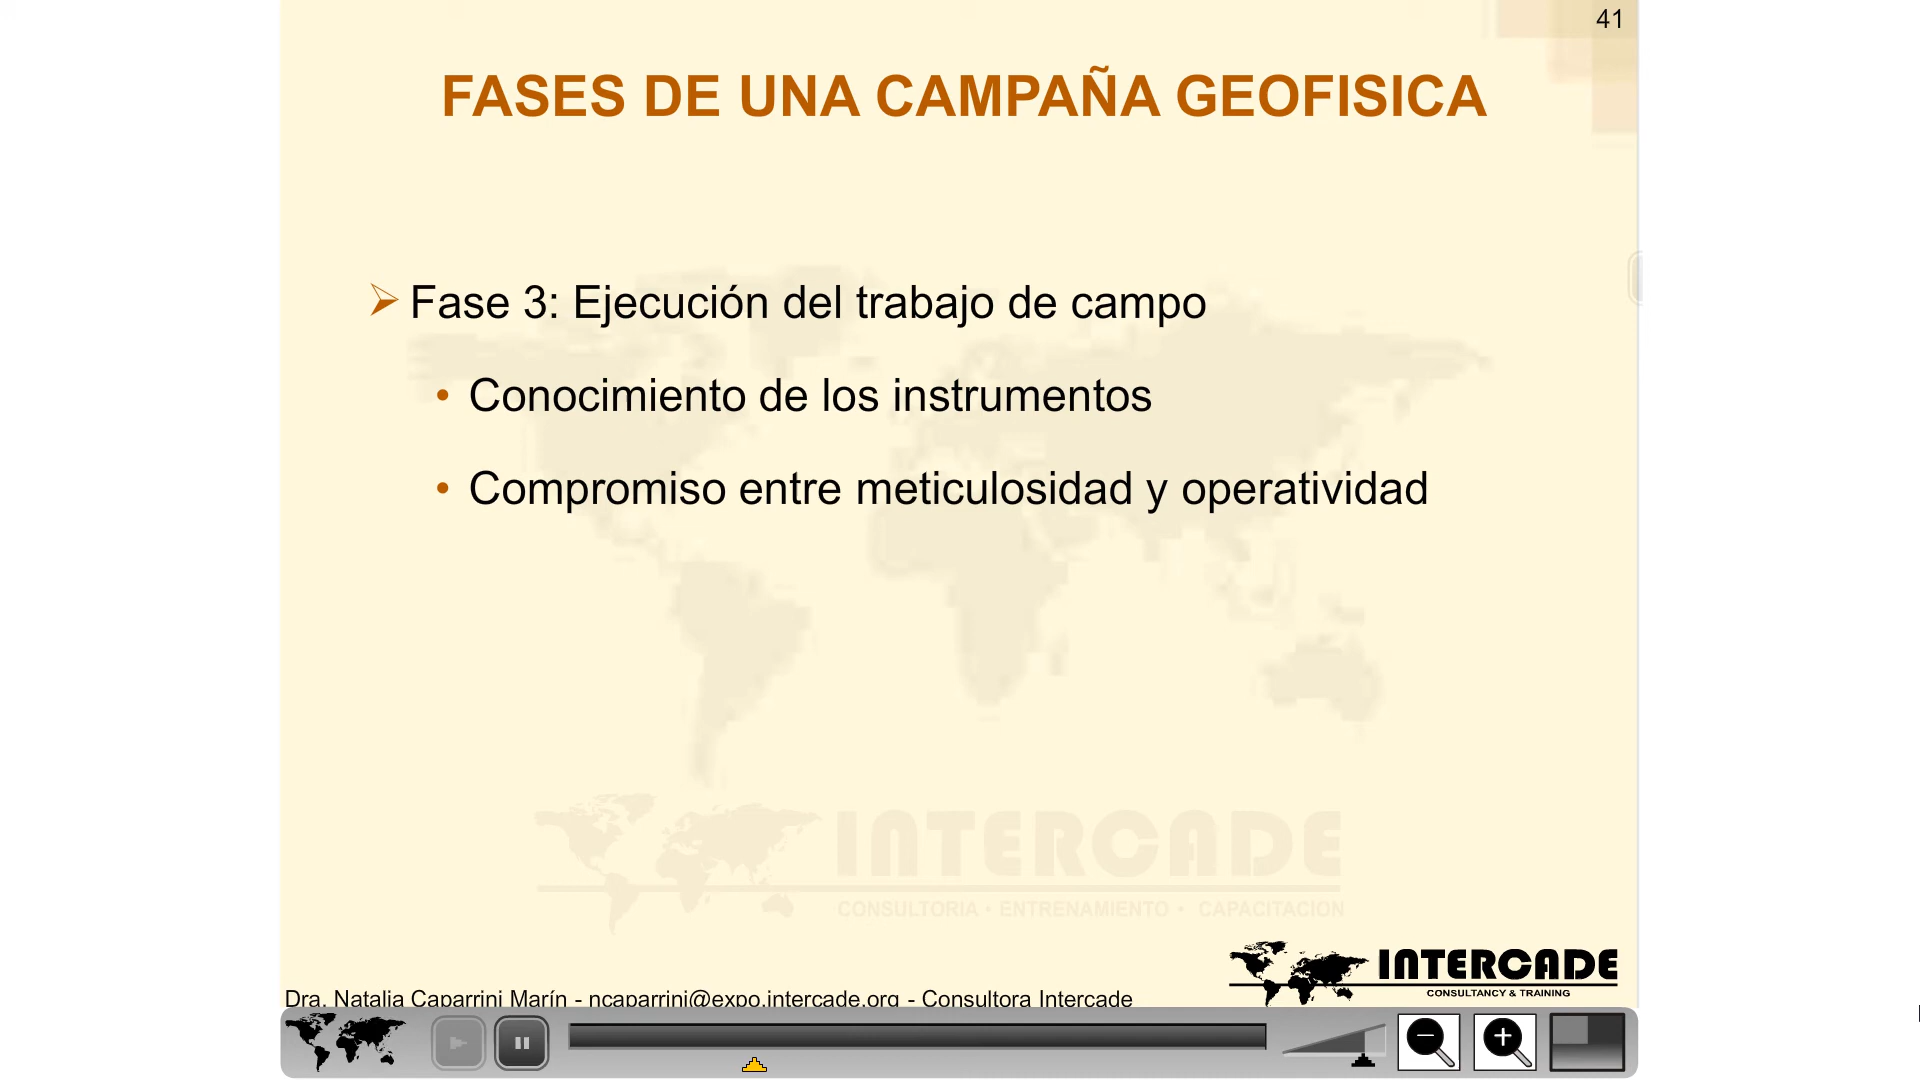 41
FASES DE UNA CAMPAÑA GEOFISICA
Fase 3: Ejecución del trabajo de campo
• Conocimiento de los instrumentos
• Compromiso entre meticulosidad y operatividad
INTERCADE
CONSULTORIA • ENTRENAMIENTO • CAPACITACION
INTERCADE
CONSULTANCY & TRAINING
Dra. Natalia Caparrini Marín - ncaparrini@expo.intercade.org - Consultora Intercade